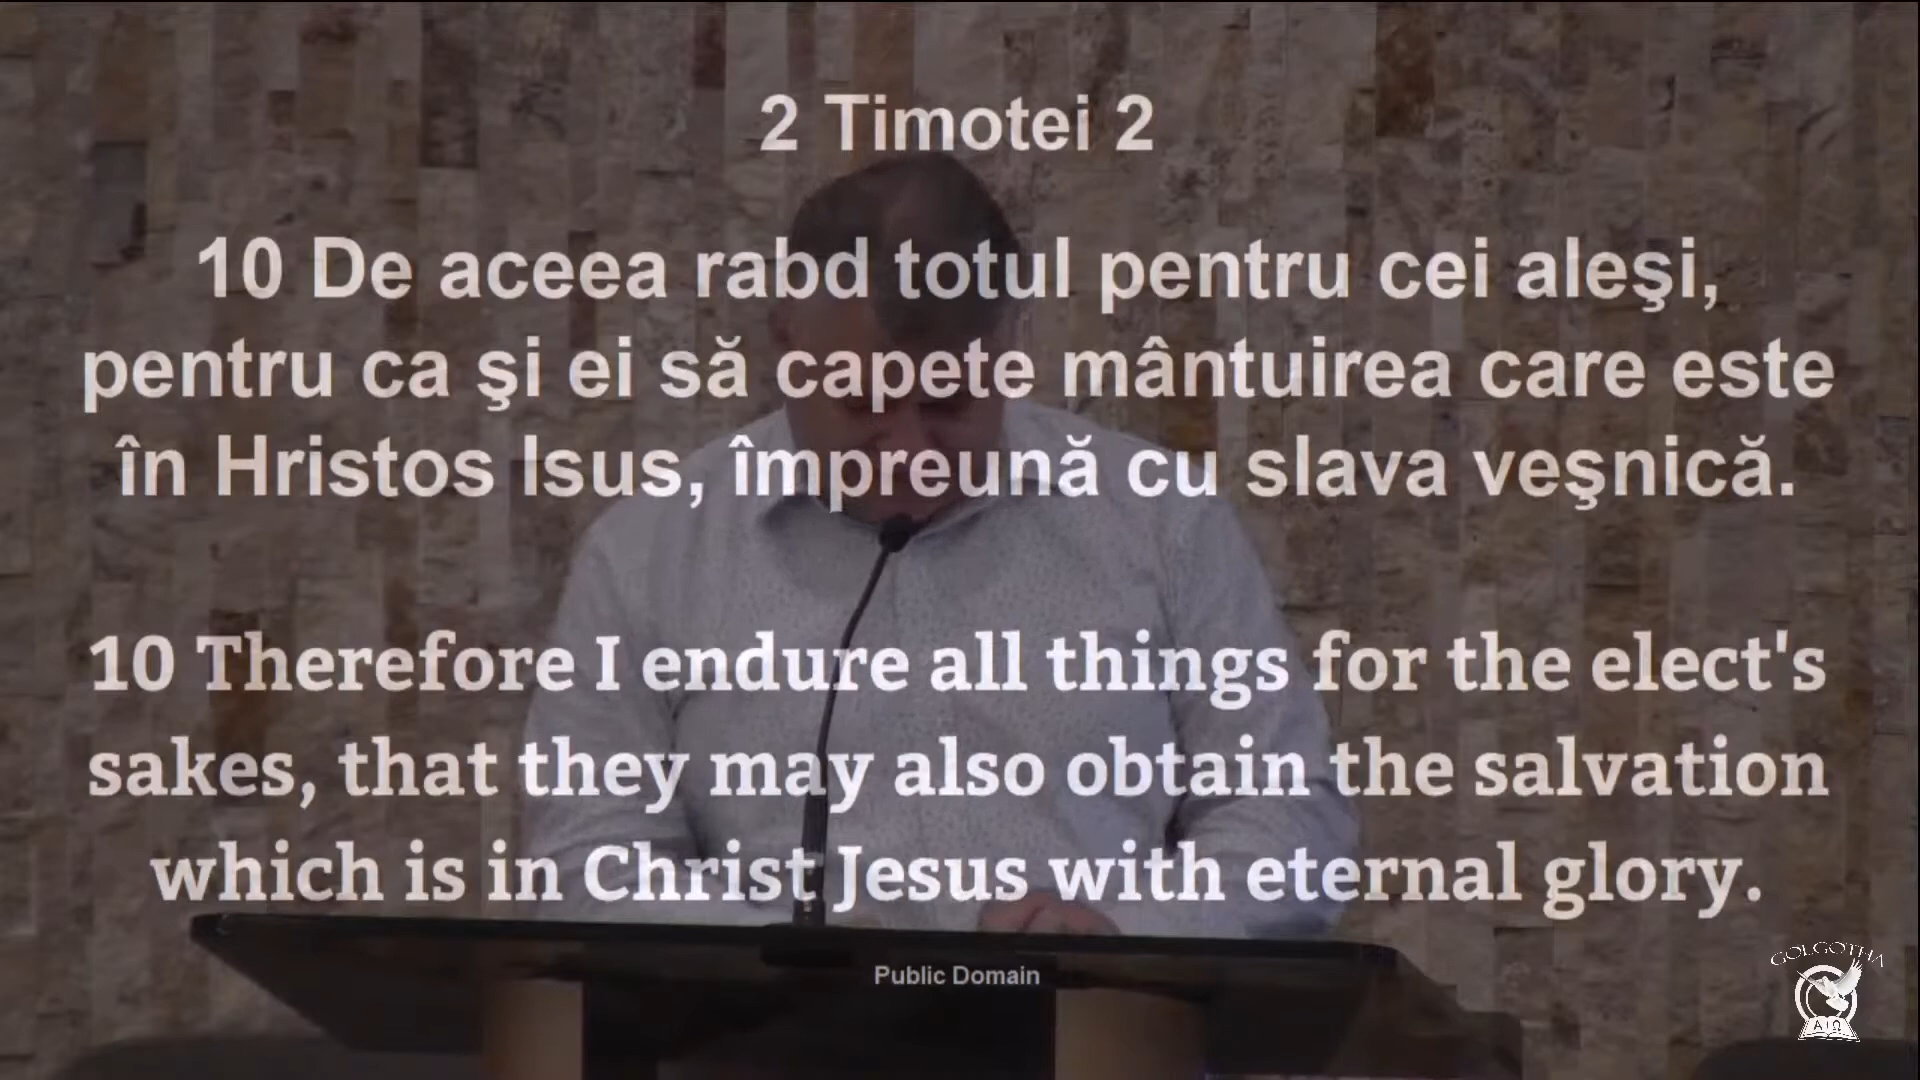 2 Timotei 2
10 De aceea rabd totul pentru cei aleşi,
pentru ca şi ei să capete mântuirea care este
în Hristos Isus, împreună cu slava veşnică.
10 Therefore I endure all things for the elect's
sakes, that they may also obtain the salvation
which is in Christ Jesus with eternal glory.
Public Domain
GOLGOTHA
A Ω